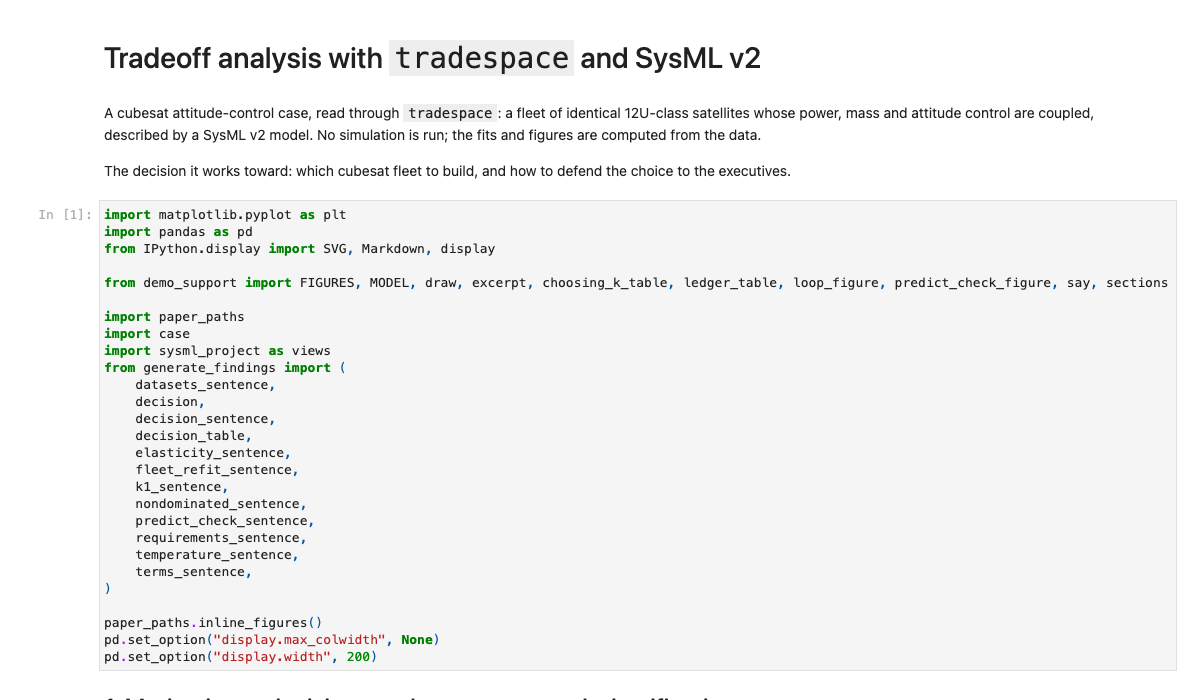 Tradeoff analysis with tradespace and SysML v2
A cubesat attitude-control case, read through tradespace : a fleet of identical 12U-class satellites whose power, mass and attitude control are coupled,
described by a SysML v2 model. No simulation is run; the fits and figures are computed from the data.
The decision it works toward: which cubesat fleet to build, and how to defend the choice to the executives.
In [1]:
import matplotlib.pyplot as plt
import pandas as pd
from IPython.display import SVG, Markdown, display
from demo_support import FIGURES, MODEL, draw, excerpt, choosing_k_table, ledger_table, loop_figure, predict_check_figure, say, sections
import paper_paths
import case
import sysml_project as views
from generate_findings import (
    datasets_sentence,
    decision,
    decision_sentence,
    decision_table,
    elasticity_sentence,
    fleet_refit_sentence,
    k1_sentence,
    nondominated_sentence,
    predict_check_sentence,
    requirements_sentence,
    temperature_sentence,
    terms_sentence,
)
paper_paths.inline_figures()
pd.set_option("display.max_colwidth", None)
pd.set_option("display.width", 200)